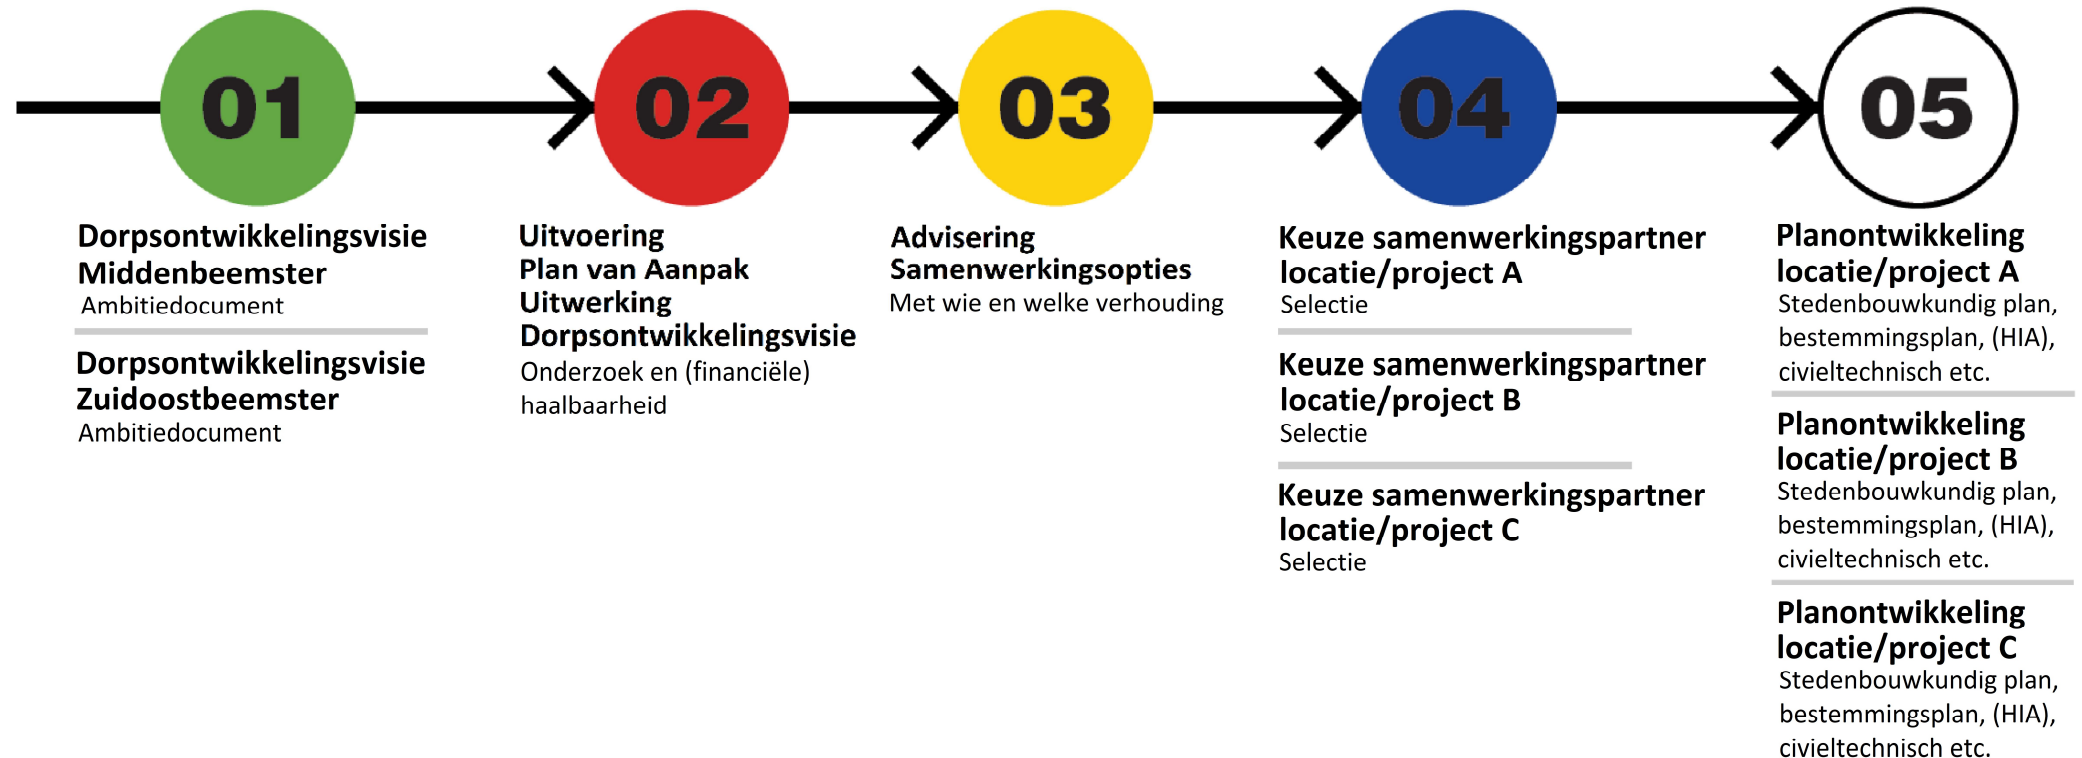 01
Dorpsontwikkelingsvisie
Middenbeemster
Ambitiedocument
Dorpsontwikkelingsvisie
Zuidoostbeemster
Ambitiedocument
02
Uitvoering
Plan van Aanpak
Uitwerking
Dorpsontwikkelingsvisie
Onderzoek en (financiële)
haalbaarheid
03
Advisering
Samenwerkingsopties
Met wie en welke verhouding
04
Keuze samenwerkingspartner
locatie/project A
Selectie
Keuze samenwerkingspartner
locatie/project B
Selectie
Keuze samenwerkingspartner
locatie/project C
Selectie
05
Planontwikkeling
locatie/project A
Stedenbouwkundig plan,
bestemmingsplan, (HIA),
civieltechnisch etc.
Planontwikkeling
locatie/project B
Stedenbouwkundig plan,
bestemmingsplan, (HIA),
civieltechnisch etc.
Planontwikkeling
locatie/project C
Stedenbouwkundig plan,
bestemmingsplan, (HIA),
civieltechnisch etc.